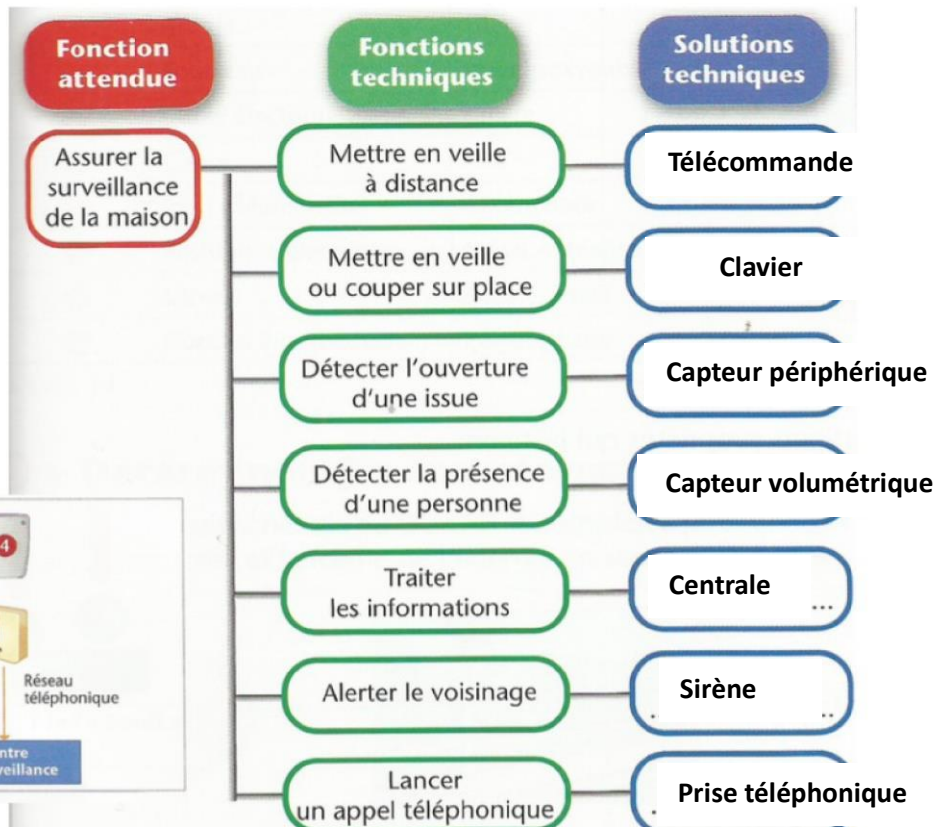 Fonction
attendue
Fonctions
techniques
Solutions
techniques
Assurer la
surveillance
de la maison
Mettre en veille
à distance
Télécommande
Mettre en veille
ou couper sur place
Clavier
Détecter l'ouverture
d'une issue
Capteur périphérique
Détecter la présence
d'une personne
Capteur volumétrique
4
Traiter
les informations
Centrale
...
Réseau
téléphonique
Alerter le voisinage
Sirène
Lancer
un appel téléphonique
Prise téléphonique